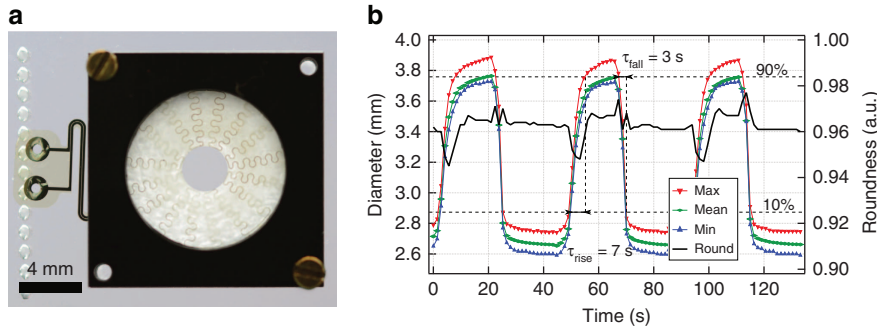 a
4 mm
b
Diameter (mm)
4.0
3.8
3.6
3.4
3.2
3.0
2.8
2.6
τfall = 3 s
90%
10%
τrise = 7 s
Max
Mean
Min
Round
0 20 40 60 80 100 120
Time (s)
1.00
0.98
0.96
0.94
0.92
0.90
Roundness (a.u.)